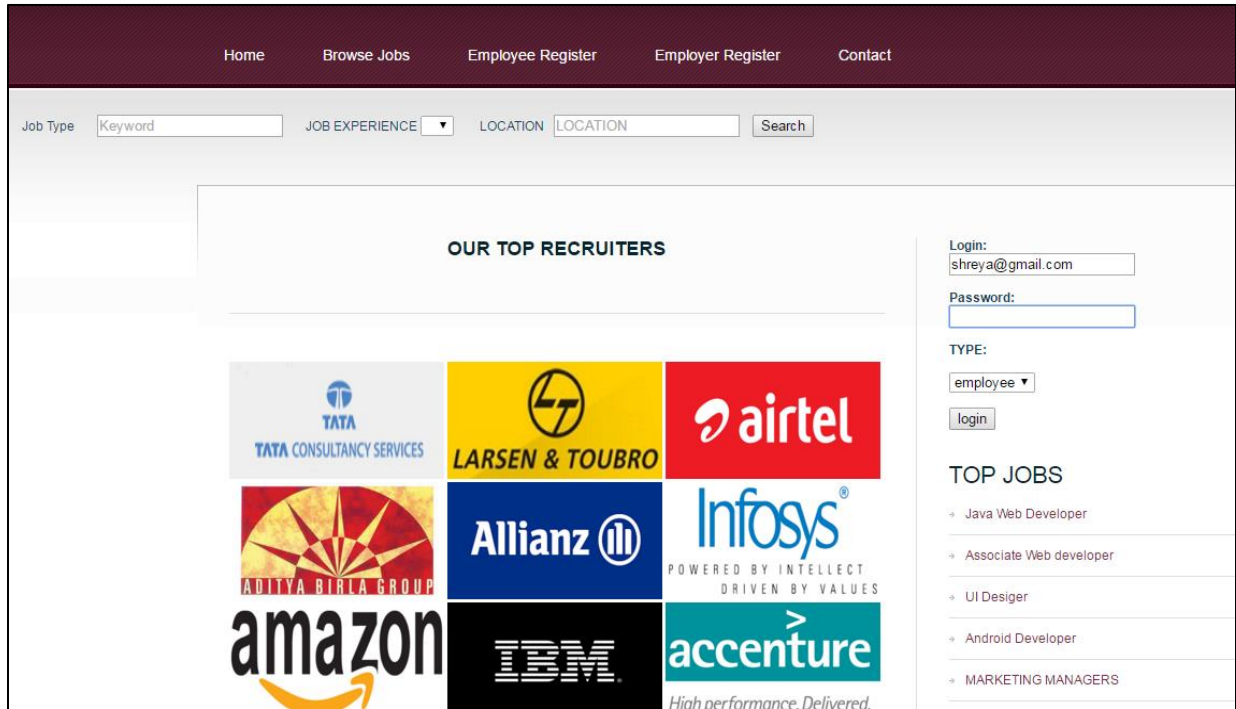 Home Browse Jobs Employee Register Employer Register Contact
Job Type Keyword JOB EXPERIENCE LOCATION LOCATION Search
OUR TOP RECRUITERS
TATA
TATA CONSULTANCY SERVICES
LARSEN & TOUBRO
airtel
ADITYA BIRLA GROUP
Allianz
Infosys®
POWERED BY INTELLECT
DRIVEN BY VALUES
amazon
IBM.
accenture
High performance. Delivered.
Login:
shreya@gmail.com
Password:
TYPE:
employee
login
TOP JOBS
Java Web Developer
Associate Web developer
UI Desiger
Android Developer
MARKETING MANAGERS